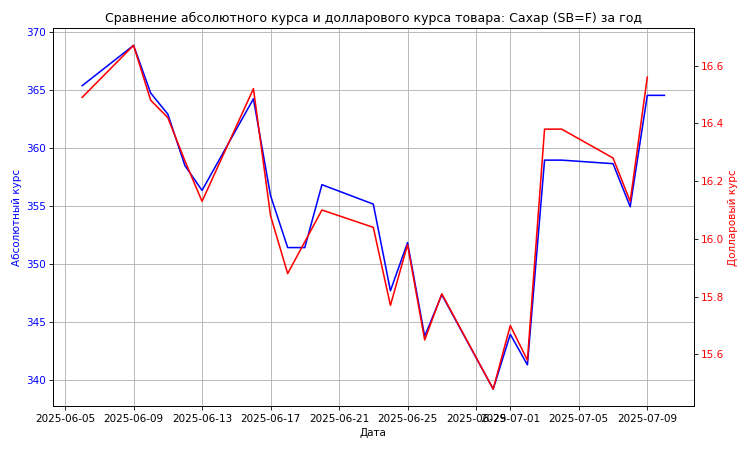 Сравнение абсолютного курса и долларового курса товара: Сахар (SB=F) за год
370
365
360
355
350
345
340
Абсолютный курс
16.6
16.4
16.2
16.0
15.8
15.6
Долларовый курс
2025-06-05 2025-06-09 2025-06-13 2025-06-17 2025-06-21 2025-06-25 2025-06-29 2025-07-01 2025-07-05 2025-07-09
Дата